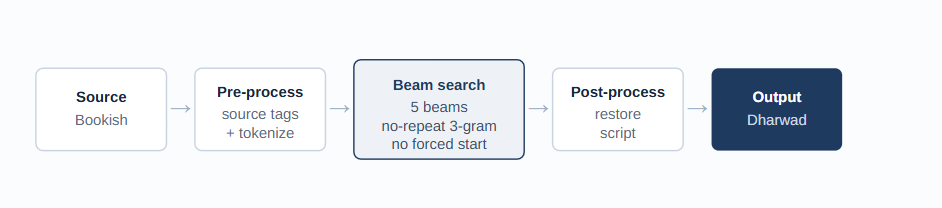 Source
Bookish
Pre-process
source tags
+ tokenize
Beam search
5 beams
no-repeat 3-gram
no forced start
Post-process
restore
script
Output
Dharwad